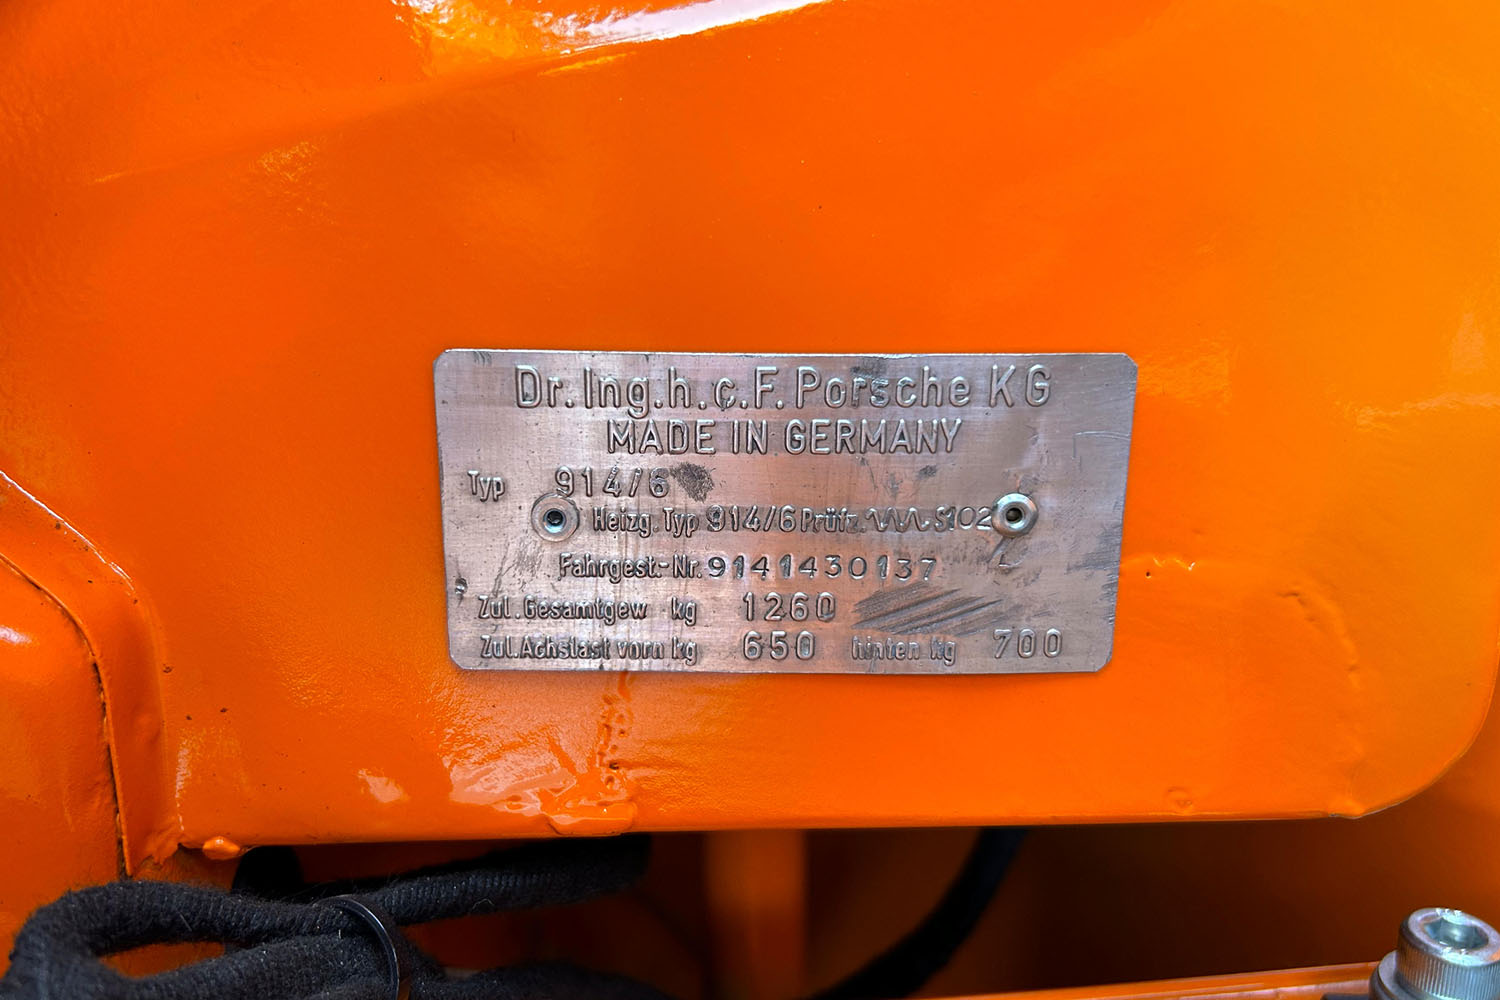 Dr. Ing. h. c. F. Porsche KG
MADE IN GERMANY
Typ 914/6
Heizg. Typ 914/6 Prüfz. S102
Fahrgest.-Nr. 9141430137
Zul. Gesamtgew kg 1260
Zul. Achslast vorn kg 650 hinten kg 700